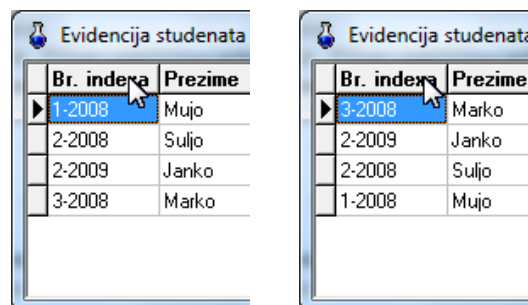 Evidencija studenata
Br. indexa Prezime
1-2008 Mujo
2-2008 Suljo
2-2009 Janko
3-2008 Marko
Evidencija studenata
Br. indexa Prezime
3-2008 Marko
2-2009 Janko
2-2008 Suljo
1-2008 Mujo